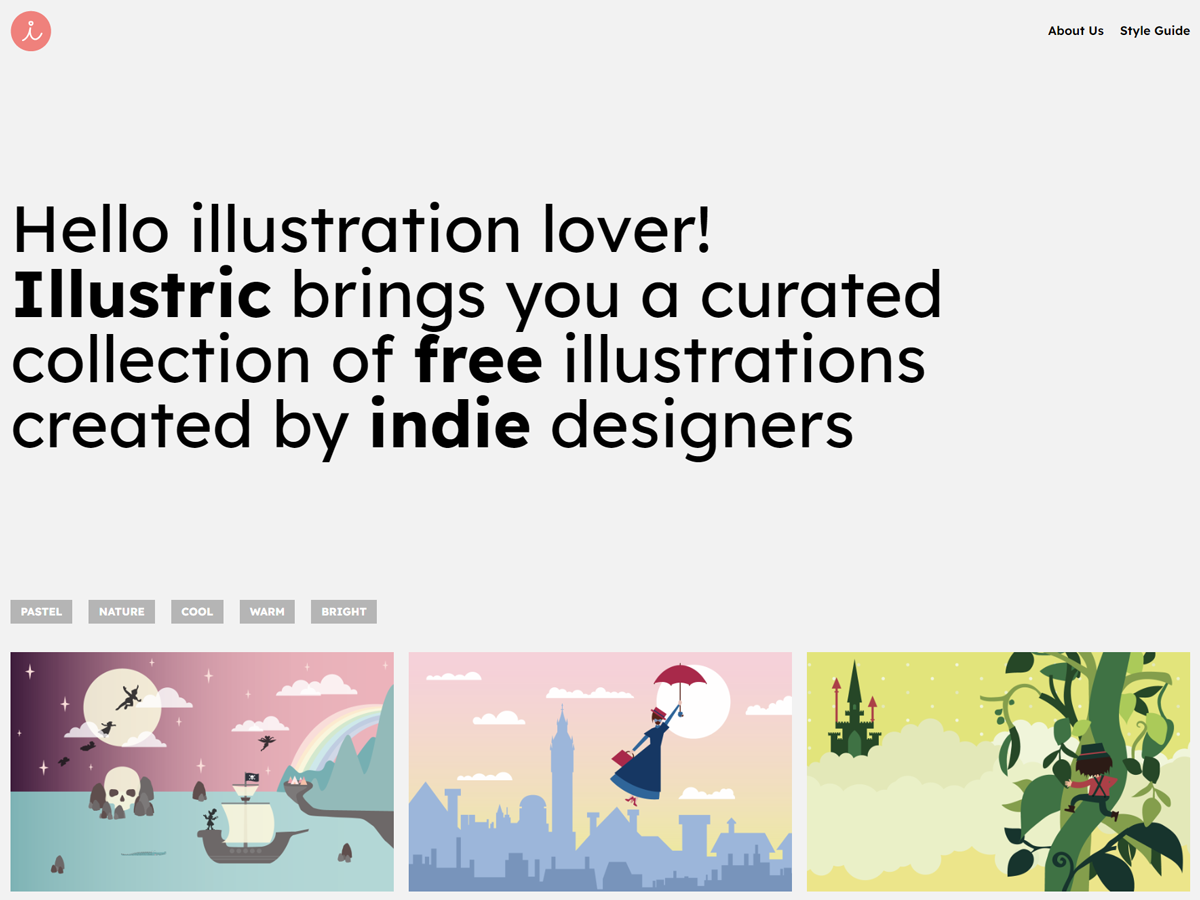 i
About Us
Style Guide
Hello illustration lover!
Illustric brings you a curated
collection of free illustrations
created by indie designers
PASTEL
NATURE
COOL
WARM
BRIGHT